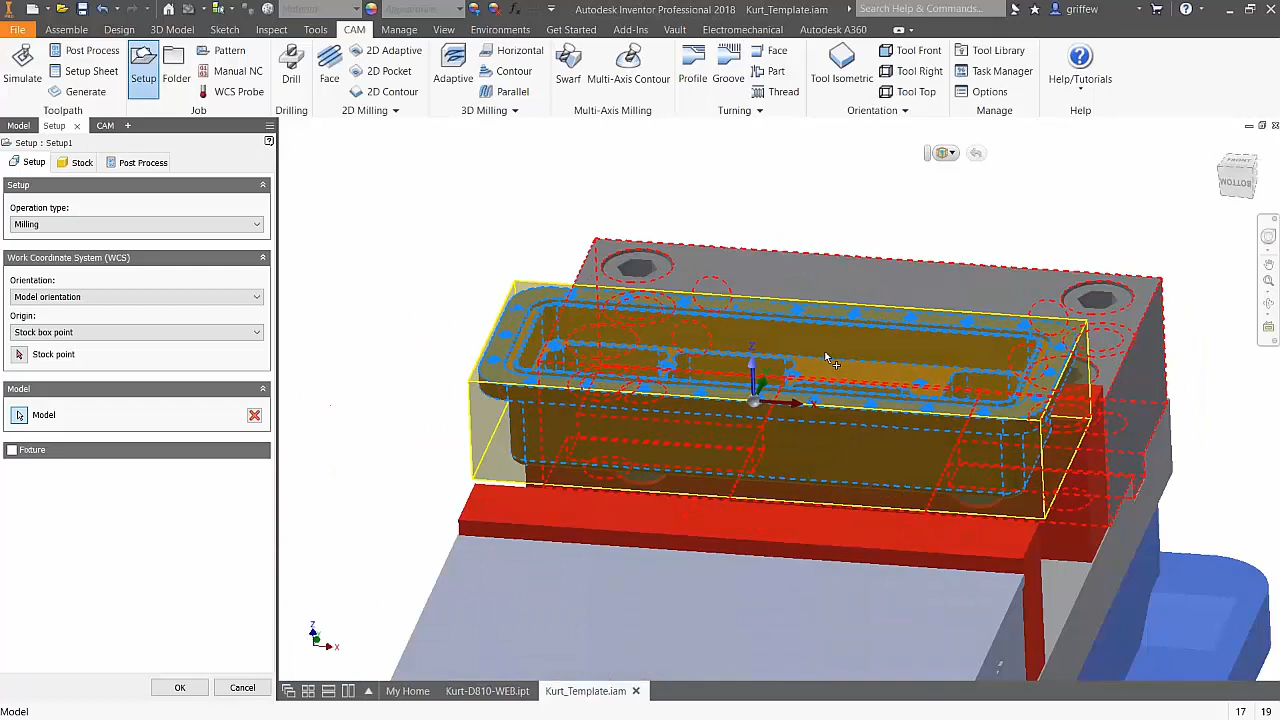 Material
Appearance
Autodesk Inventor Professional 2018 Kurt_Template.iam
Search Help & Commands...
griffew
File Assemble Design 3D Model Sketch Inspect Tools CAM Manage View Environments Get Started Add-Ins Vault Electromechanical Autodesk A360
Simulate
Post Process
Setup Sheet
Generate
Toolpath
Setup
Folder
Pattern
Manual NC
WCS Probe
Job
Drill
Drilling
Face
2D Adaptive
2D Pocket
2D Contour
2D Milling
Adaptive
Horizontal
Contour
Parallel
3D Milling
Swarf
Multi-Axis Contour
Multi-Axis Milling
Profile
Groove
Face
Part
Thread
Turning
Tool Isometric
Tool Front
Tool Right
Tool Top
Orientation
Tool Library
Task Manager
Options
Manage
Help/Tutorials
Help
Model Setup x CAM +
Setup : Setup1
Setup Stock Post Process
Setup
Operation type:
Milling
Work Coordinate System (WCS)
Orientation:
Model orientation
Origin:
Stock box point
Stock point
Model
Model
Fixture
OK Cancel
FRONT
BOTTOM
Z
X
Z
X
My Home Kurt-D810-WEB.ipt Kurt_Template.iam
Model
17 19